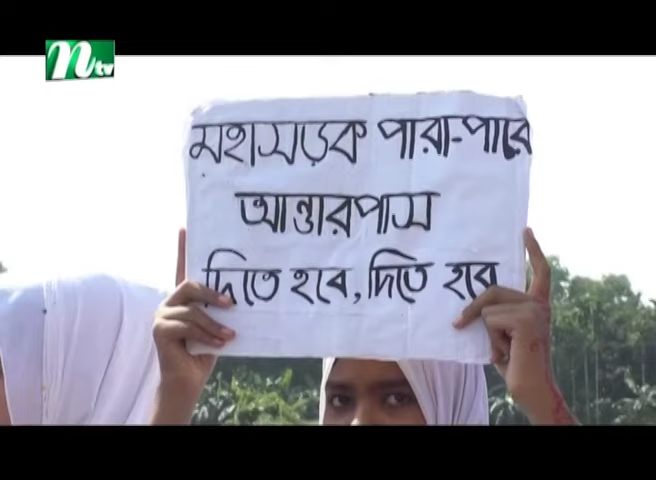 ntv
মহাসড়ক পারা-পারে
আন্ডারপাস
দিতে হবে, দিতে হবে